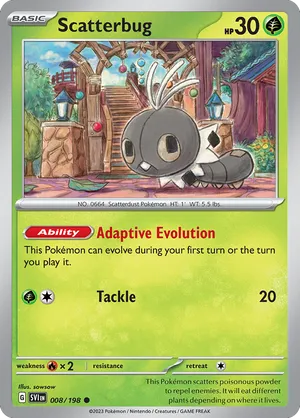 BASIC
Scatterbug
HP 30
NO. 0664 Scatterdust Pokémon HT: 1' WT: 5.5 lbs.
Ability Adaptive Evolution
This Pokémon can evolve during your first turn or the turn
you play it.
Tackle 20
weakness ×2 resistance retreat
Illus. sowsow
G SVI EN 008/198
This Pokémon scatters poisonous powder
to repel enemies. It will eat different
plants depending on where it lives.
©2023 Pokémon / Nintendo / Creatures / GAME FREAK